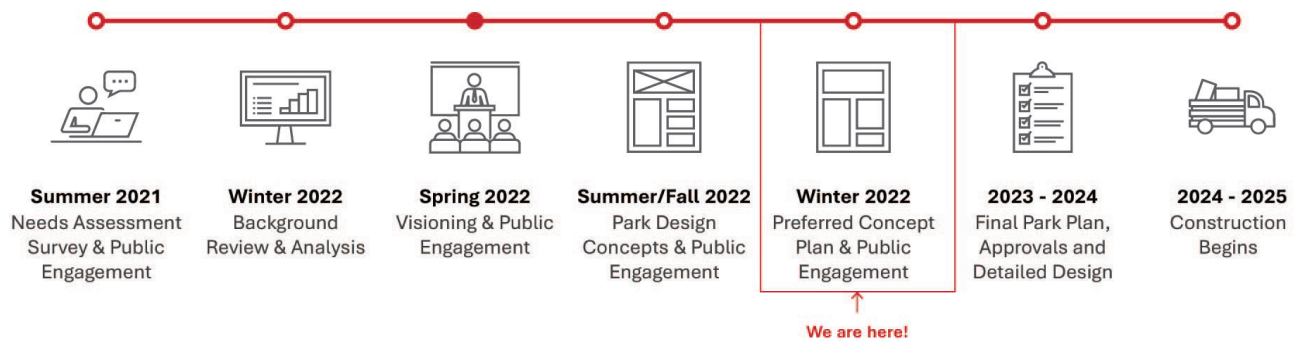 Summer 2021
Needs Assessment
Survey & Public
Engagement
Winter 2022
Background
Review & Analysis
Spring 2022
Visioning & Public
Engagement
Summer/Fall 2022
Park Design
Concepts & Public
Engagement
Winter 2022
Preferred Concept
Plan & Public
Engagement
2023 - 2024
Final Park Plan,
Approvals and
Detailed Design
2024 - 2025
Construction
Begins
We are here!